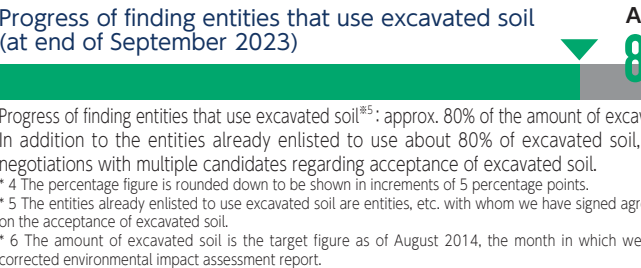 Progress of finding entities that use excavated soil
(at end of September 2023)
A
8
Progress of finding entities that use excavated soil※5 : approx. 80% of the amount of
In addition to the entities already enlisted to use about 80% of excavated soil,
negotiations with multiple candidates regarding acceptance of excavated soil.
* 4 The percentage figure is rounded down to be shown in increments of 5 percentage points.
* 5 The entities already enlisted to use excavated soil are entities, etc. with whom we have signed
on the acceptance of excavated soil.
* 6 The amount of excavated soil is the target figure as of August 2014, the month in which we
corrected environmental impact assessment report.